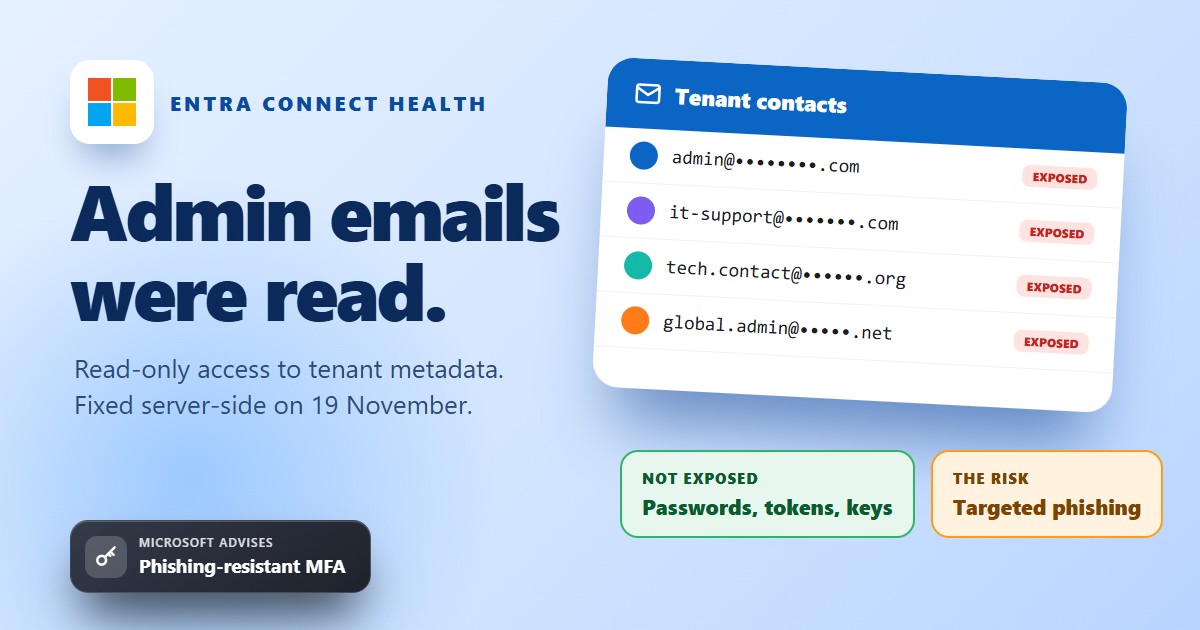 ENTRA CONNECT HEALTH
Admin emails
were read.
Read-only access to tenant metadata.
Fixed server-side on 19 November.
MICROSOFT ADVISES
Phishing-resistant MFA
Tenant contacts
admin@••••••••.com EXPOSED
it-support@•••••••.com EXPOSED
tech.contact@••••••.org EXPOSED
global.admin@•••••.net EXPOSED
NOT EXPOSED
Passwords, tokens, keys
THE RISK
Targeted phishing